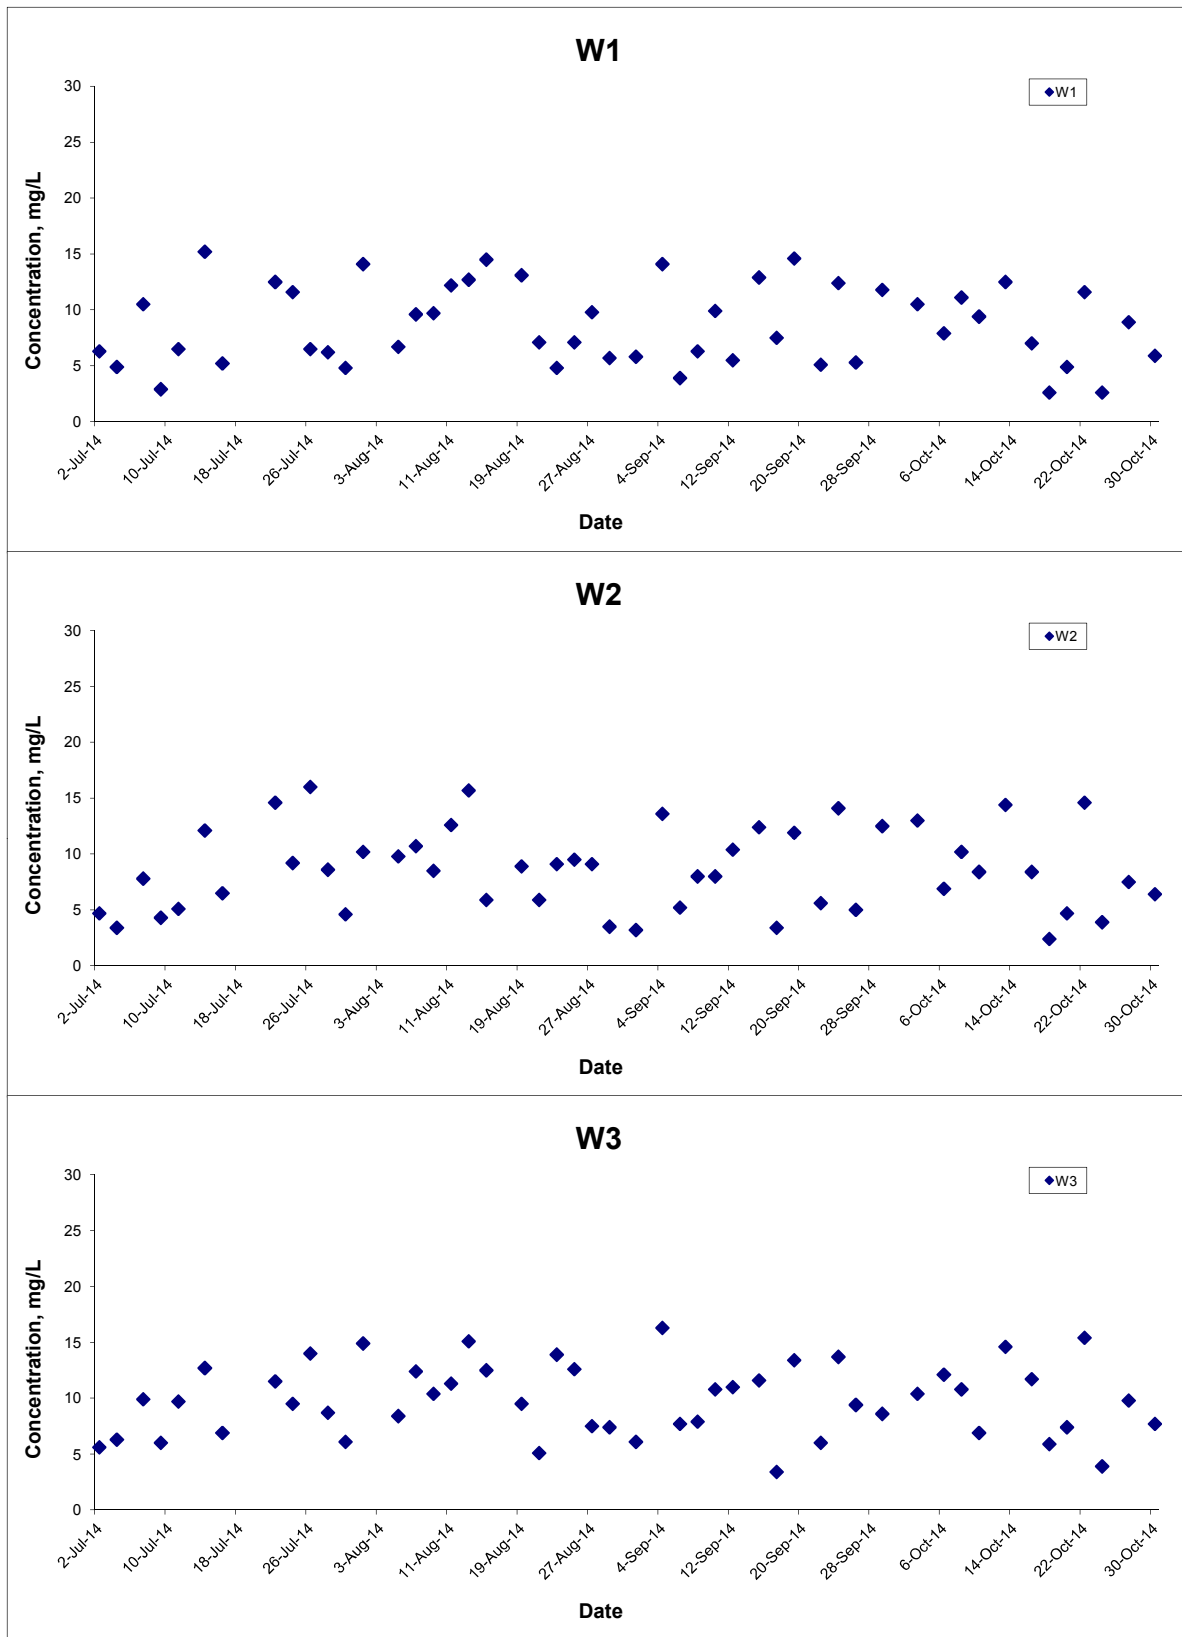 W1
W1
Concentration, mg/L
30
25
20
15
10
5
0
2-Jul-14
10-Jul-14
18-Jul-14
26-Jul-14
3-Aug-14
11-Aug-14
19-Aug-14
27-Aug-14
4-Sep-14
12-Sep-14
20-Sep-14
28-Sep-14
6-Oct-14
14-Oct-14
22-Oct-14
30-Oct-14
Date
W2
W2
Concentration, mg/L
30
25
20
15
10
5
0
2-Jul-14
10-Jul-14
18-Jul-14
26-Jul-14
3-Aug-14
11-Aug-14
19-Aug-14
27-Aug-14
4-Sep-14
12-Sep-14
20-Sep-14
28-Sep-14
6-Oct-14
14-Oct-14
22-Oct-14
30-Oct-14
Date
W3
W3
Concentration, mg/L
30
25
20
15
10
5
0
2-Jul-14
10-Jul-14
18-Jul-14
26-Jul-14
3-Aug-14
11-Aug-14
19-Aug-14
27-Aug-14
4-Sep-14
12-Sep-14
20-Sep-14
28-Sep-14
6-Oct-14
14-Oct-14
22-Oct-14
30-Oct-14
Date